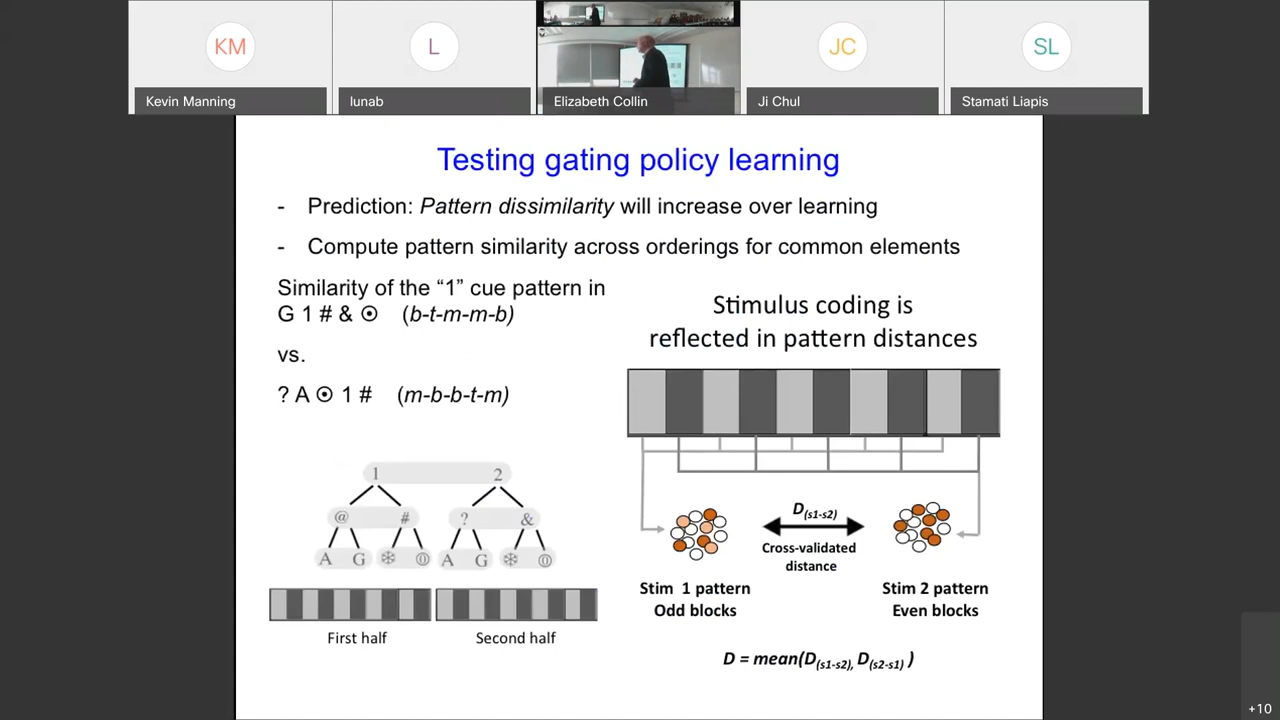 KM
L
JC
SL
Kevin Manning
lunab
Elizabeth Collin
Ji Chul
Stamati Liapis
Testing gating policy learning
- Prediction: Pattern dissimilarity will increase over learning
- Compute pattern similarity across orderings for common elements
Similarity of the “1” cue pattern in
G 1 # & ⊙ (b-t-m-m-b)
vs.
? A ⊙ 1 # (m-b-b-t-m)
Stimulus coding is
reflected in pattern distances
1 2
@ # ? &
A G ❄ ⊙ A G ❄ ⊙
First half
Second half
D(s1-s2)
Cross-validated
distance
Stim 1 pattern
Odd blocks
Stim 2 pattern
Even blocks
D = mean(D(s1-s2), D(s2-s1) )
+10